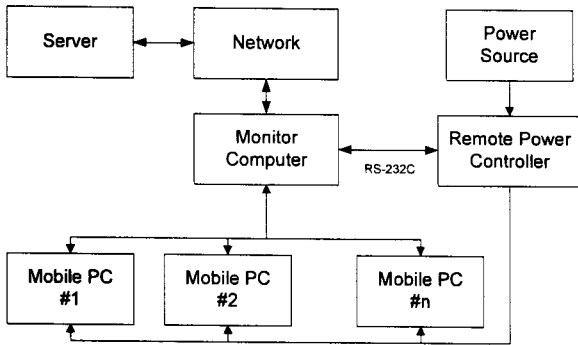 Server
Network
Power
Source
Monitor
Computer
RS-232C
Remote Power
Controller
Mobile PC
#1
Mobile PC
#2
Mobile PC
#n